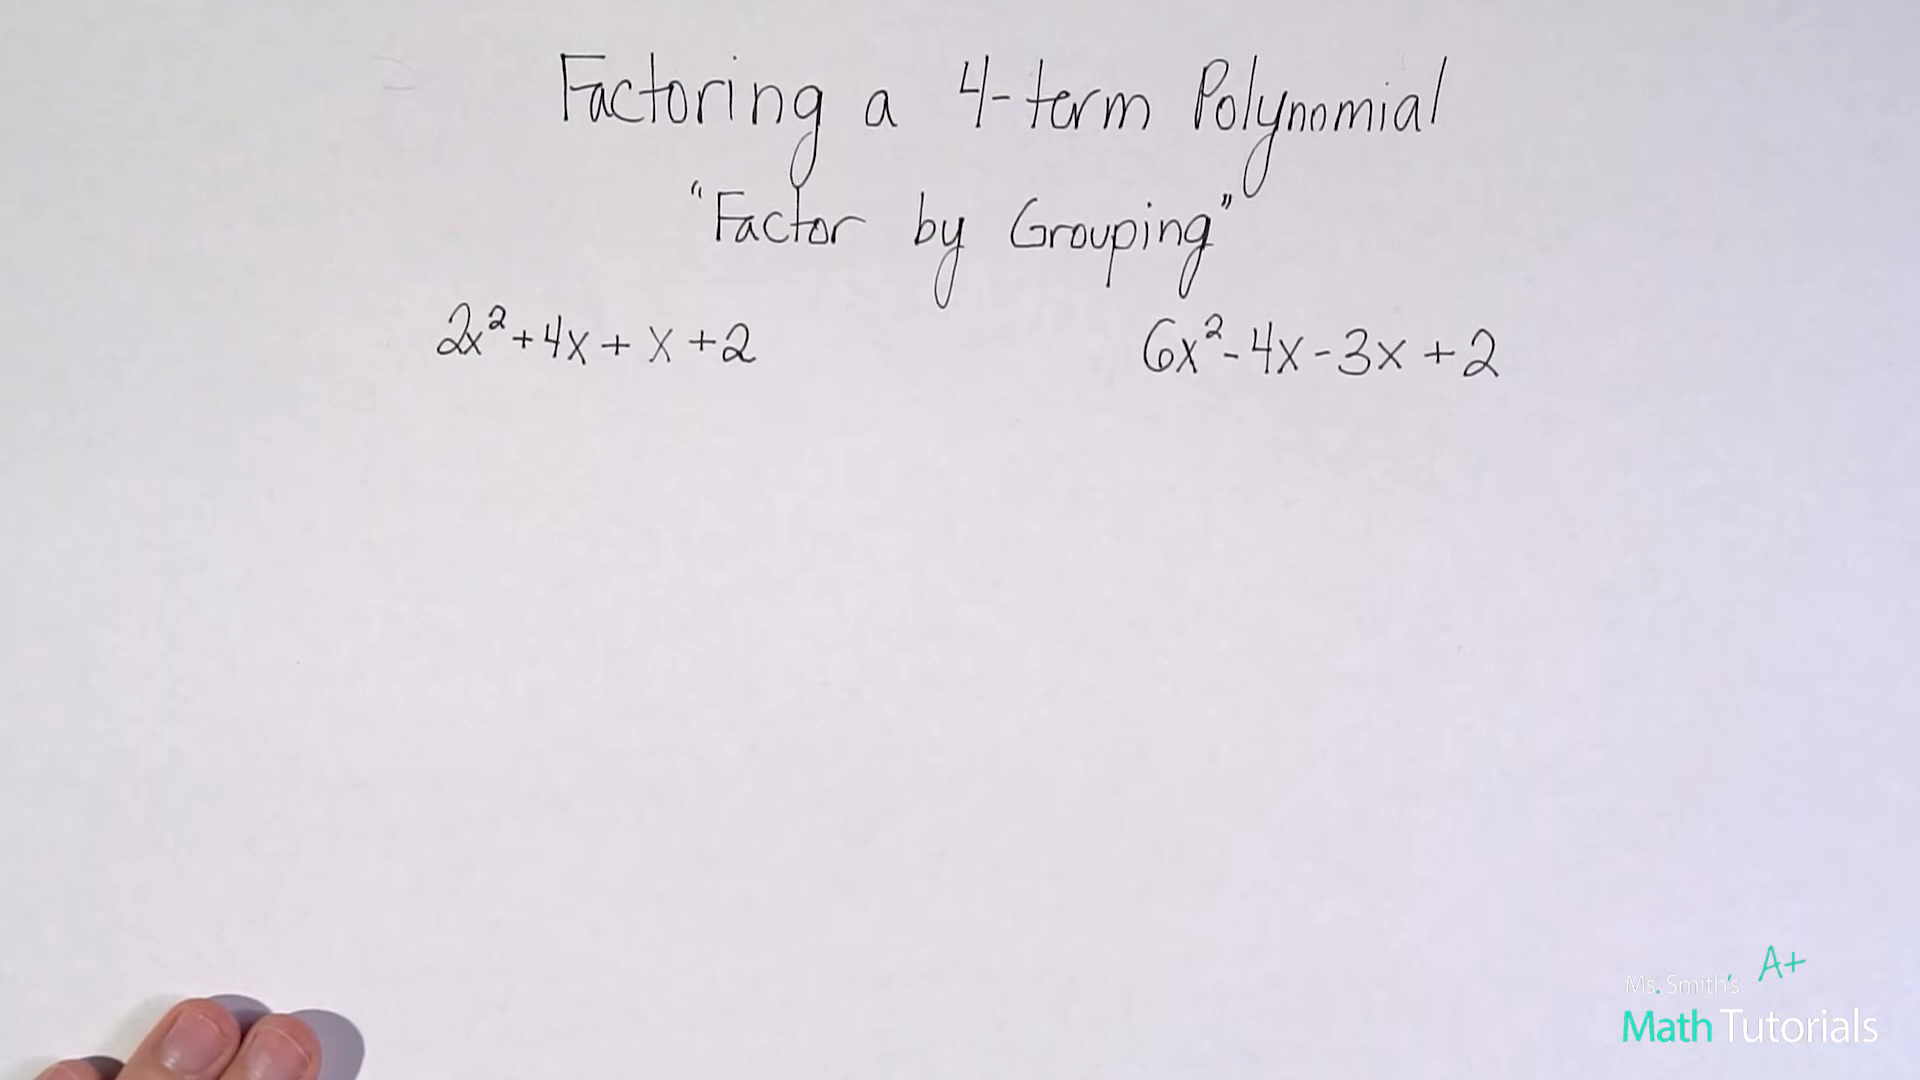 Factoring a 4-term Polynomial
"Factor by Grouping"
2x² + 4x + x + 2
6x² - 4x - 3x + 2
Ms. Smith's A+
Math Tutorials